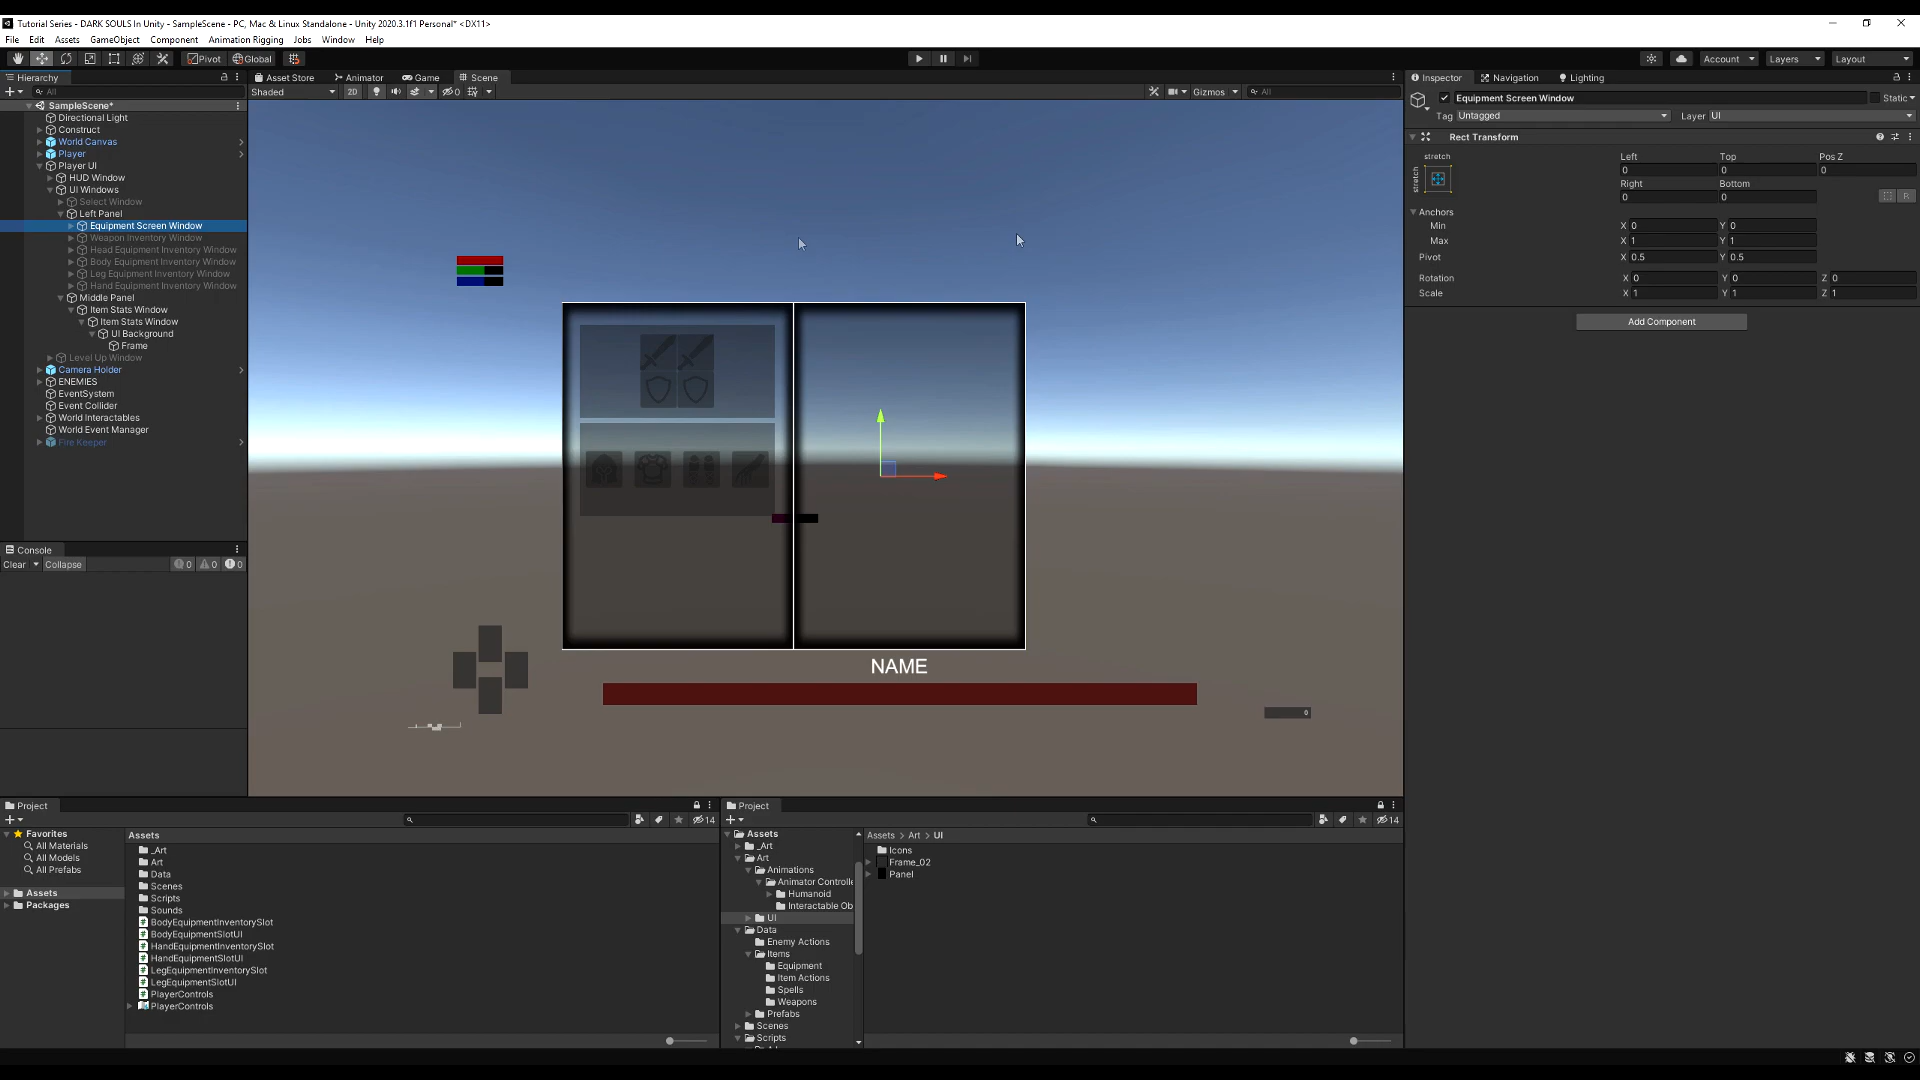 Tutorial Series - DARK SOULS In Unity - SampleScene - PC, Mac & Linux Standalone - Unity 2020.3.1f1 Personal* <DX11>
File Edit Assets GameObject Component Animation Rigging Jobs Window Help
Pivot Global Account Layers Layout
Hierarchy
All
SampleScene*
Directional Light
Construct
World Canvas
Player
Player UI
HUD Window
UI Windows
Select Window
Left Panel
Equipment Screen Window
Weapon Inventory Window
Head Equipment Inventory Window
Body Equipment Inventory Window
Leg Equipment Inventory Window
Hand Equipment Inventory Window
Middle Panel
Item Stats Window
Item Stats Window
UI Background
Frame
Level Up Window
Camera Holder
ENEMIES
EventSystem
Event Collider
World Interactables
World Event Manager
Fire Keeper
Console
Clear Collapse 0 0 0
Asset Store Animator Game Scene
Shaded 2D 0 Gizmos All
NAME
0
Inspector Navigation Lighting
Equipment Screen Window Static
Tag Untagged Layer UI
Rect Transform
stretch
stretch
Left Top Pos Z
0 0 0
Right Bottom
0 0 R
Anchors
Min X 0 Y 0
Max X 1 Y 1
Pivot X 0.5 Y 0.5
Rotation X 0 Y 0 Z 0
Scale X 1 Y 1 Z 1
Add Component
Project
14
Favorites
All Materials
All Models
All Prefabs
Assets
Packages
Assets
_Art
Art
Data
Scenes
Scripts
Sounds
BodyEquipmentInventorySlot
BodyEquipmentSlotUI
HandEquipmentInventorySlot
HandEquipmentSlotUI
LegEquipmentInventorySlot
LegEquipmentSlotUI
PlayerControls
PlayerControls
Project
14
Assets
_Art
Art
Animations
Animator Controlle
Humanoid
Interactable Ob
UI
Data
Enemy Actions
Items
Equipment
Item Actions
Spells
Weapons
Prefabs
Scenes
Scripts
Assets > Art > UI
Icons
Frame_02
Panel